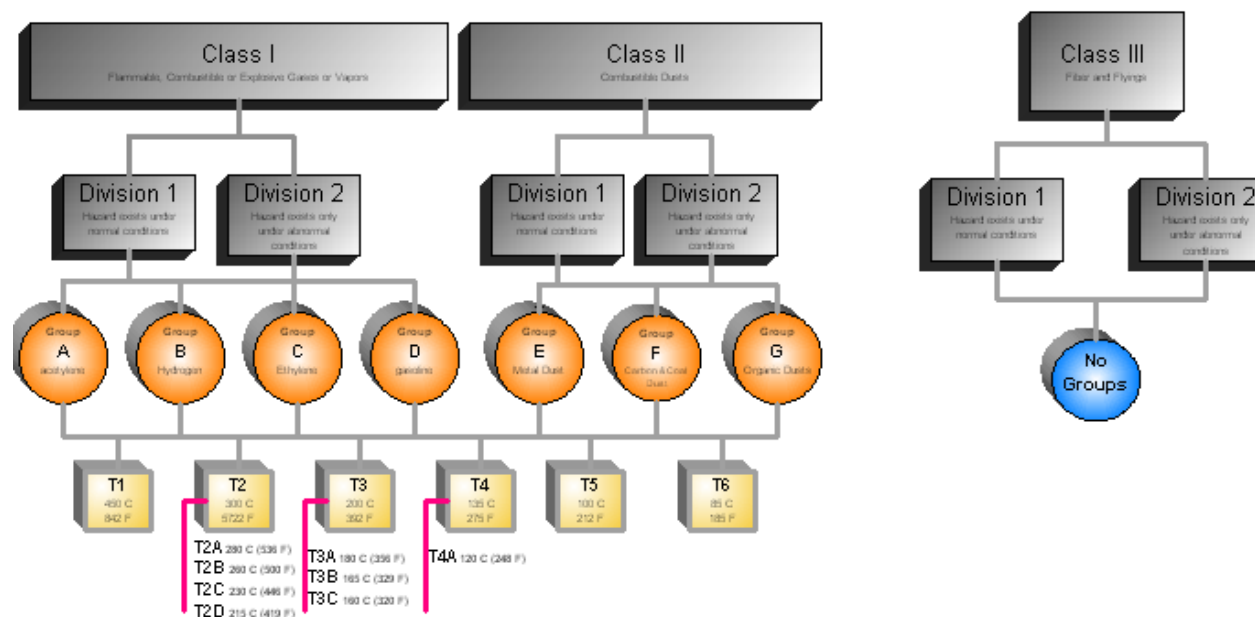 Class I
Flammable, Combustible or Explosive Gases or Vapors
Class II
Combustible Dusts
Class III
Fiber and Flyings
Division 1
Hazard exists under
normal conditions
Division 2
Hazard exists only
under abnormal
conditions
Division 1
Hazard exists under
normal conditions
Division 2
Hazard exists only
under abnormal
conditions
Division 1
Hazard exists under
normal conditions
Division 2
Hazard exists only
under abnormal
conditions
Group
A
acetylene
Group
B
Hydrogen
Group
C
Ethylene
Group
D
gasoline
Group
E
Metal Dust
Group
F
Carbon & Coal
Dust
Group
G
Organic Dusts
No
Groups
T1
450 C
842 F
T2
300 C
5722 F
T3
200 C
392 F
T4
135 C
275 F
T5
100 C
212 F
T6
85 C
185 F
T2A 280 C (536 F)
T2B 260 C (500 F)
T2C 230 C (446 F)
T2D 215 C (419 F)
T3A 180 C (356 F)
T3B 165 C (329 F)
T3C 160 C (320 F)
T4A 120 C (248 F)